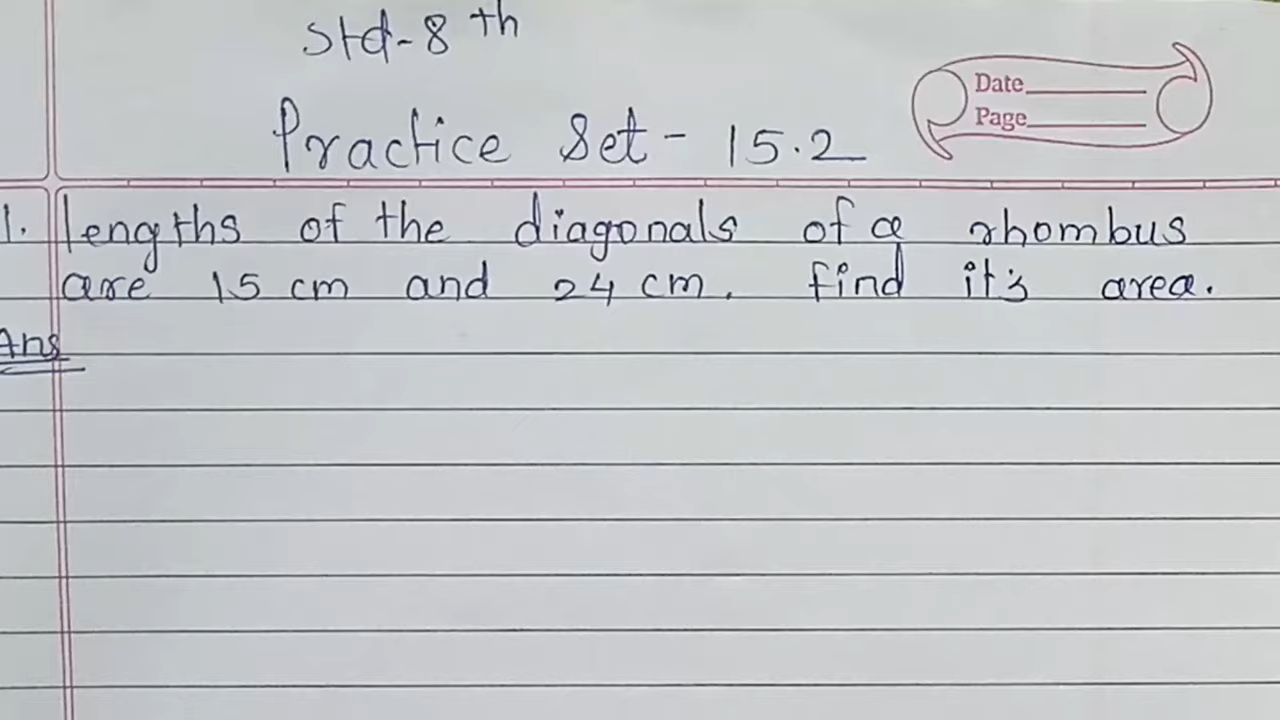 Std-8th
Date
Page
Practice Set - 15.2
1. lengths of the diagonals of a rhombus
are 15 cm and 24 cm. find it's area.
Ans